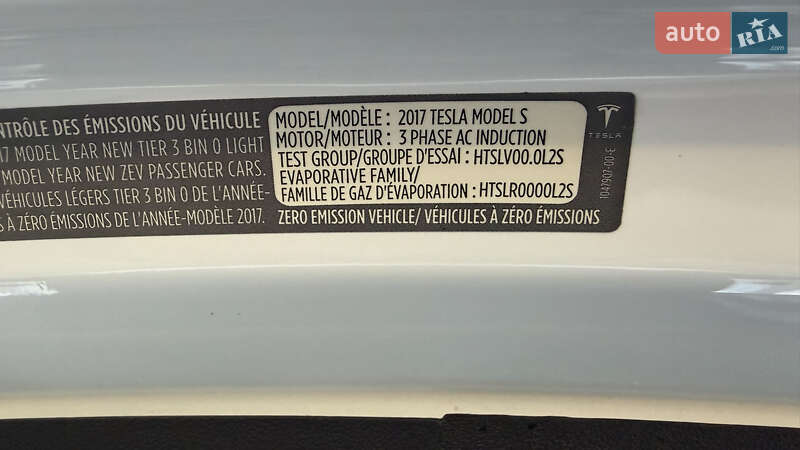 auto RIA .com
NTRÔLE DES ÉMISSIONS DU VÉHICULE
17 MODEL YEAR NEW TIER 3 BIN 0 LIGHT
MODEL YEAR NEW ZEV PASSENGER CARS.
VÉHICULES LÉGERS TIER 3 BIN 0 DE L'ANNÉE-
S À ZÉRO ÉMISSIONS DE L'ANNÉE-MODÈLE 2017.
MODEL/MODÈLE : 2017 TESLA MODEL S
MOTOR/MOTEUR : 3 PHASE AC INDUCTION
TEST GROUP/GROUPE D'ESSAI : HTSLV00.0L2S
EVAPORATIVE FAMILY/
FAMILLE DE GAZ D'ÉVAPORATION : HTSLR0000L2S
ZERO EMISSION VEHICLE/ VÉHICULES À ZÉRO ÉMISSIONS
TESLA
1047907-00-E